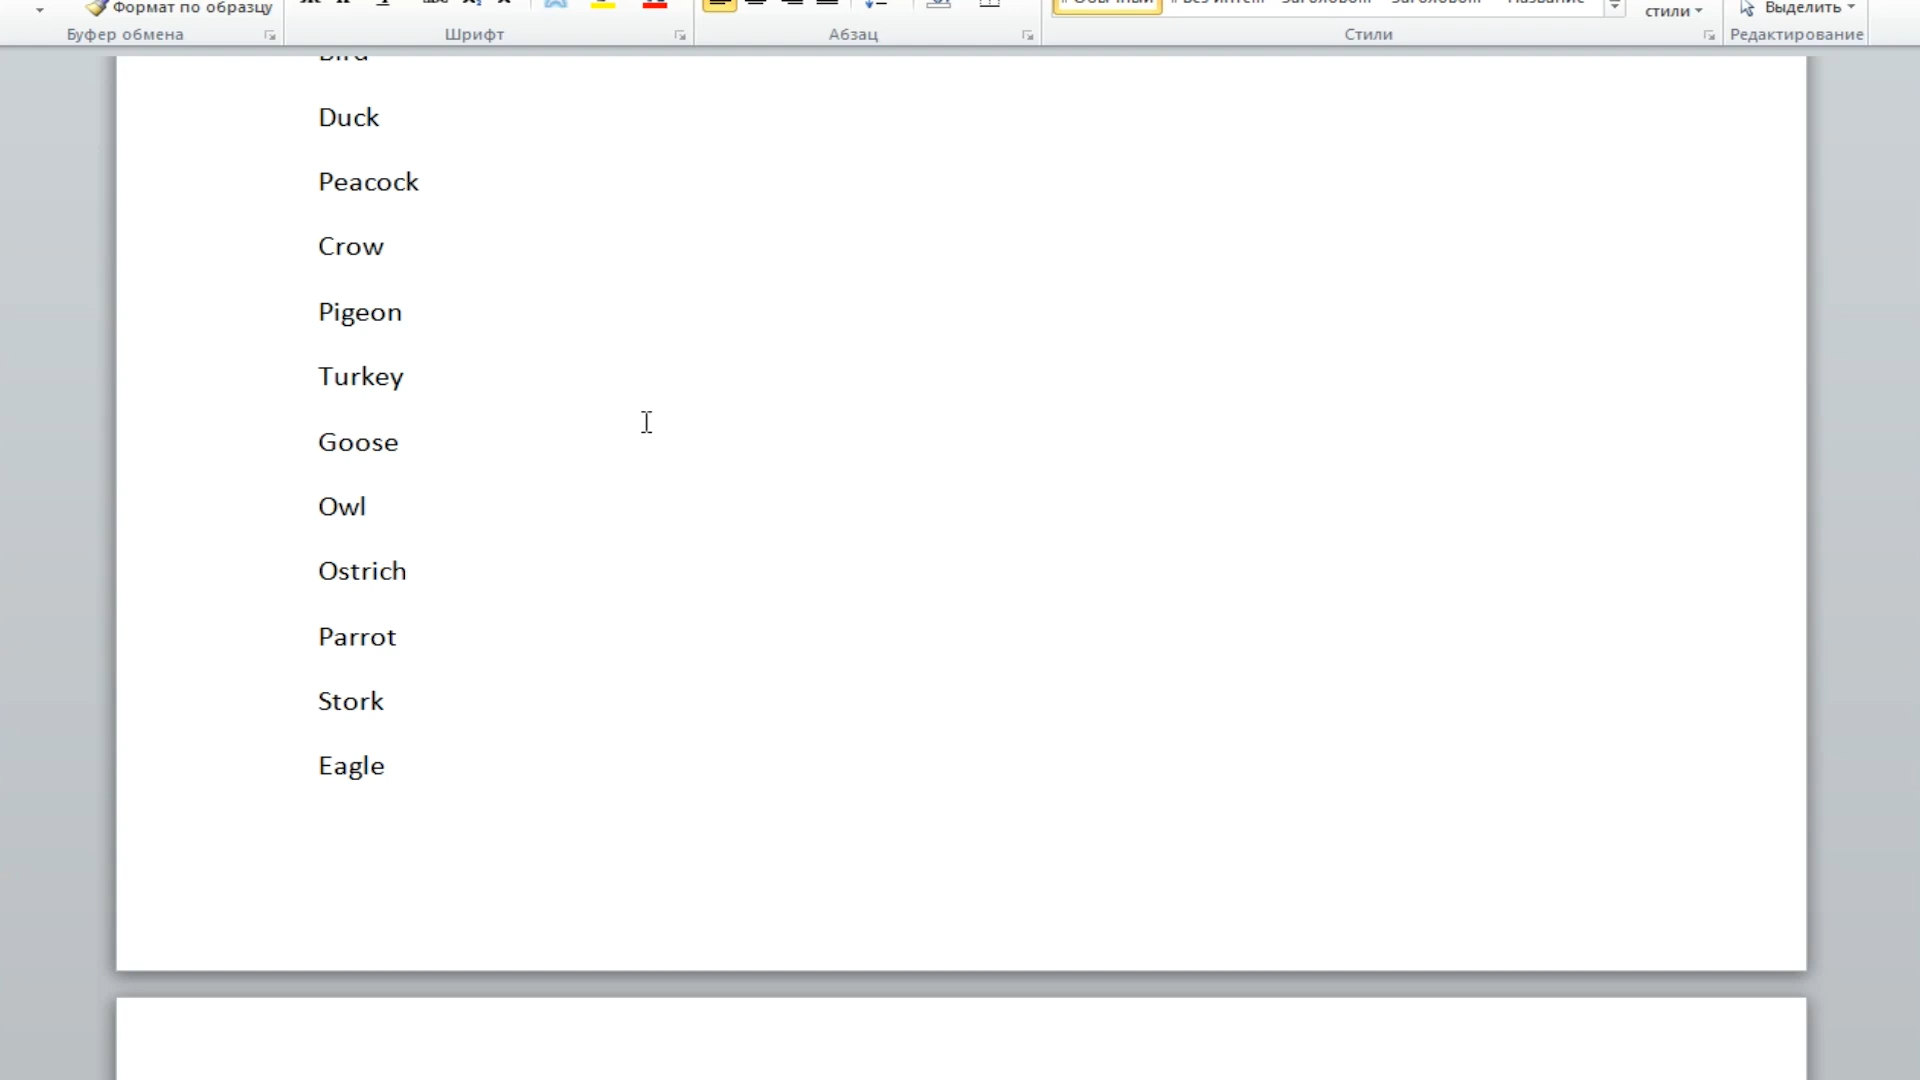 Формат по образцу
стили
Выделить
Буфер обмена
Шрифт
Абзац
Стили
Редактирование
Bird
Duck
Peacock
Crow
Pigeon
Turkey
Goose
Owl
Ostrich
Parrot
Stork
Eagle